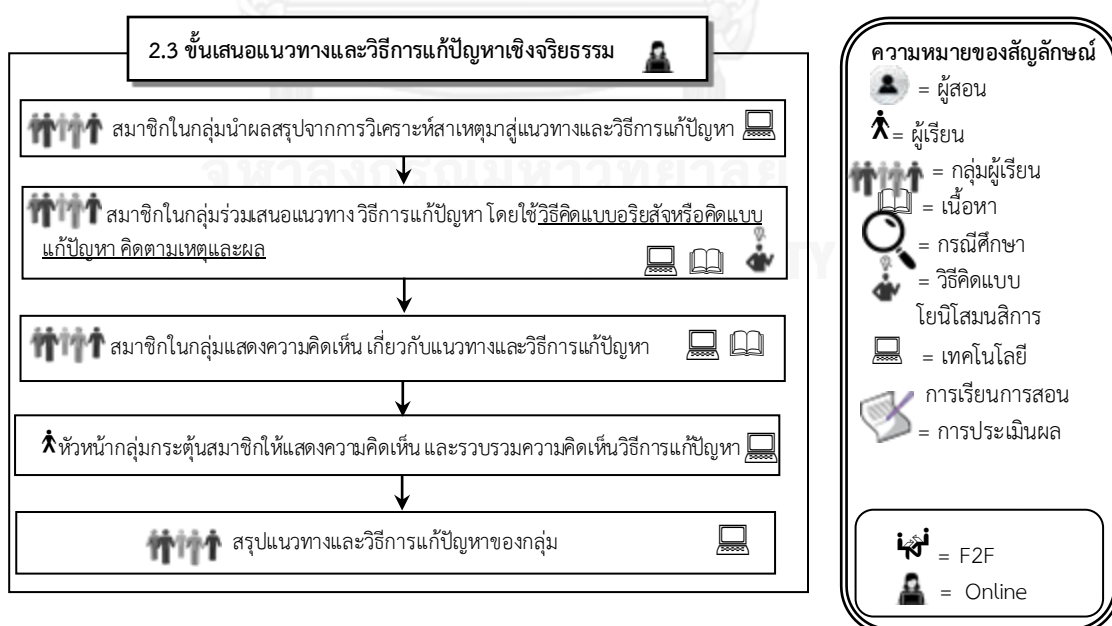 2.3 ขั้นเสนอแนวทางและวิธีการแก้ปัญหาเชิงจริยธรรม
สมาชิกในกลุ่มนำผลสรุปจากการวิเคราะห์สาเหตุมาสู่แนวทางและวิธีการแก้ปัญหา
จุฬาลงกรณ์มหาวิทยาลัย
สมาชิกในกลุ่มร่วมเสนอแนวทาง วิธีการแก้ปัญหา โดยใช้วิธีคิดแบบอริยสัจหรือคิดแบบ
แก้ปัญหา คิดตามเหตุและผล
TY
สมาชิกในกลุ่มแสดงความคิดเห็น เกี่ยวกับแนวทางและวิธีการแก้ปัญหา
หัวหน้ากลุ่มกระตุ้นสมาชิกให้แสดงความคิดเห็น และรวบรวมความคิดเห็นวิธีการแก้ปัญหา
สรุปแนวทางและวิธีการแก้ปัญหาของกลุ่ม
ความหมายของสัญลักษณ์
= ผู้สอน
= ผู้เรียน
= กลุ่มผู้เรียน
= เนื้อหา
= กรณีศึกษา
= วิธีคิดแบบ
โยนิโสมนสิการ
= เทคโนโลยี
การเรียนการสอน
= การประเมินผล
= F2F
= Online